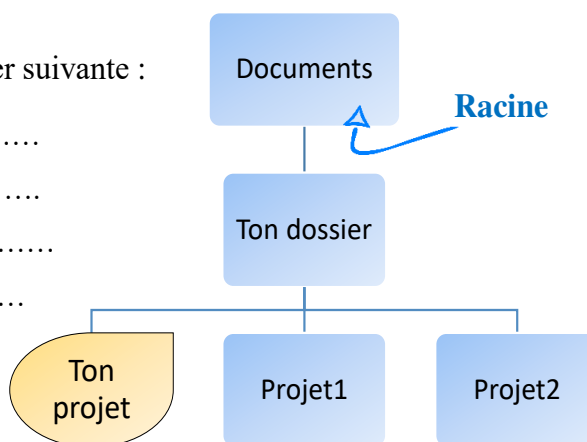 er suivante :
Documents
Racine
.....
....
Ton dossier
......
...
Ton
projet
Projet1
Projet2